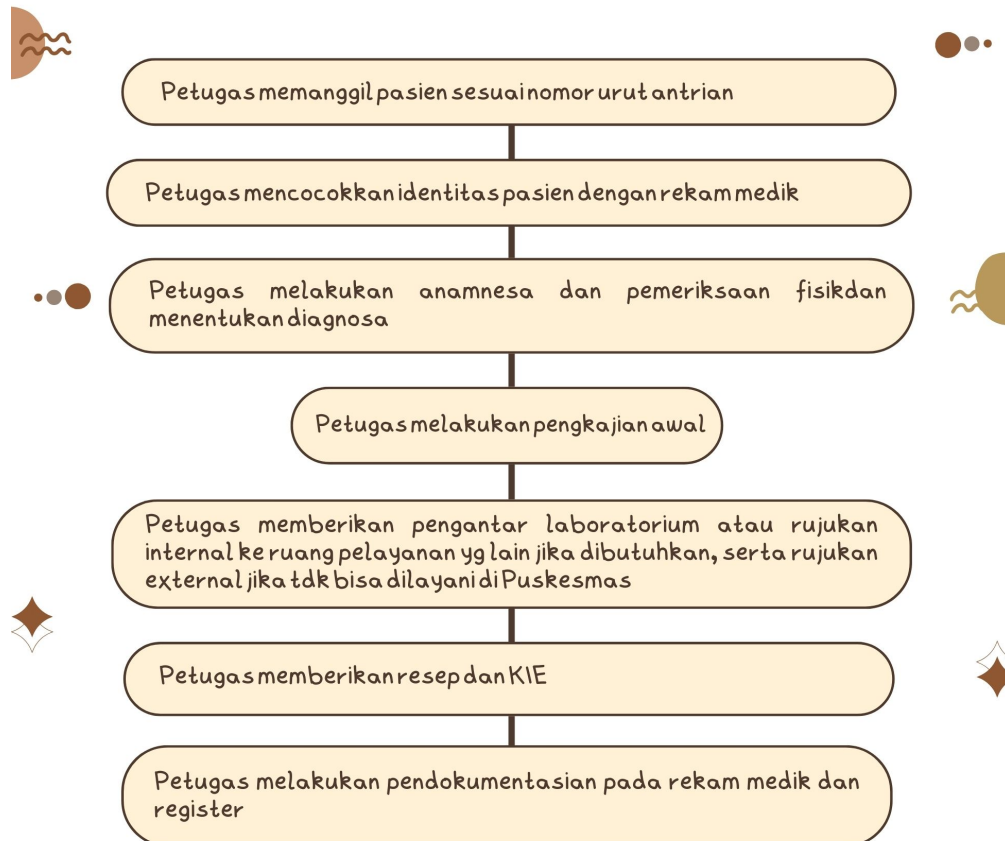 Petugas memanggil pasien sesuai nomor urut antrian
Petugas mencocokkan identitas pasien dengan rekam medik
Petugas melakukan anamnesa dan pemeriksaan fisikdan
menentukan diagnosa
Petugas melakukan pengkajian awal
Petugas memberikan pengantar laboratorium atau rujukan
internal ke ruang pelayanan yg lain jika dibutuhkan, serta rujukan
external jika tdk bisa dilayani di Puskesmas
Petugas memberikan resep dan KIE
Petugas melakukan pendokumentasian pada rekam medik dan
register